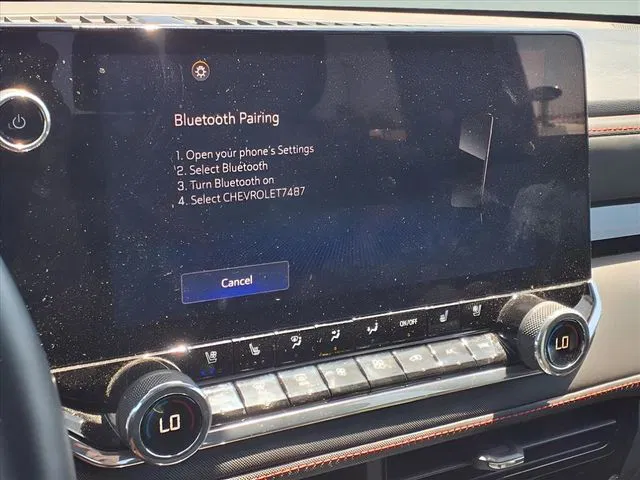 Bluetooth Pairing
1. Open your phone's Settings
2. Select Bluetooth
3. Turn Bluetooth on
4. Select CHEVROLET7487
Cancel
ON/OFF
LO
LO